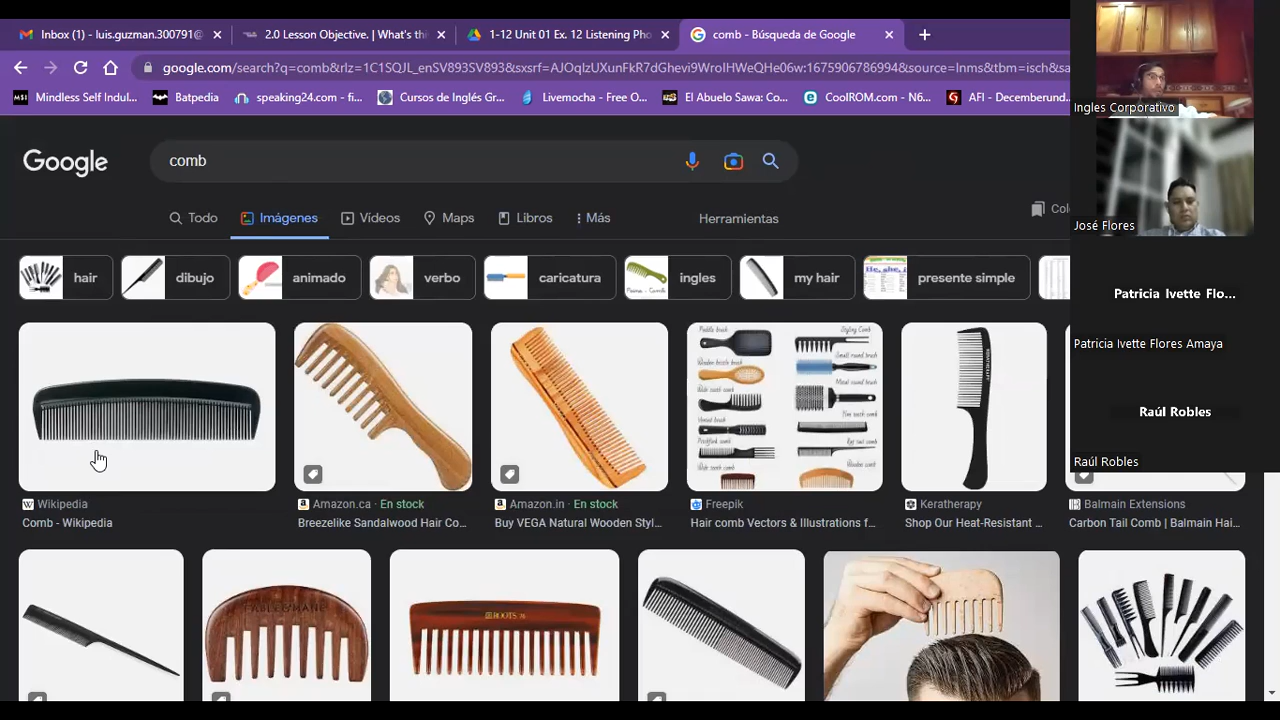 Inbox (1) - luis.guzman.300791@
2.0 Lesson Objective. | What's th
1-12 Unit 01 Ex. 12 Listening Pho
comb - Búsqueda de Google
google.com/search?q=comb&rlz=1C1SQJL_enSV893SV893&sxsrf=AJOqlzUXunFkR7dGhevi9WroIHWeQHe06w:1675906786994&source=lnms&tbm=isch&sa
Mindless Self Indul...
Batpedia
speaking24.com - fi...
Cursos de Inglés Gr...
Livemocha - Free O...
El Abuelo Sawa: Co...
CoolROM.com - N6...
AFI - Decemberund...
Google
comb
Todo
Imágenes
Vídeos
Maps
Libros
Más
Herramientas
Col
hair
dibujo
animado
verbo
caricatura
ingles
my hair
presente simple
Wikipedia
Comb - Wikipedia
Amazon.ca · En stock
Breezelike Sandalwood Hair Co...
Amazon.in · En stock
Buy VEGA Natural Wooden Styl...
Freepik
Hair comb Vectors & Illustrations f...
Keratherapy
Shop Our Heat-Resistant ...
Balmain Extensions
Carbon Tail Comb | Balmain Hai...
Ingles Corporativo
José Flores
Patricia Ivette Flo...
Patricia Ivette Flores Amaya
Raúl Robles
Raúl Robles